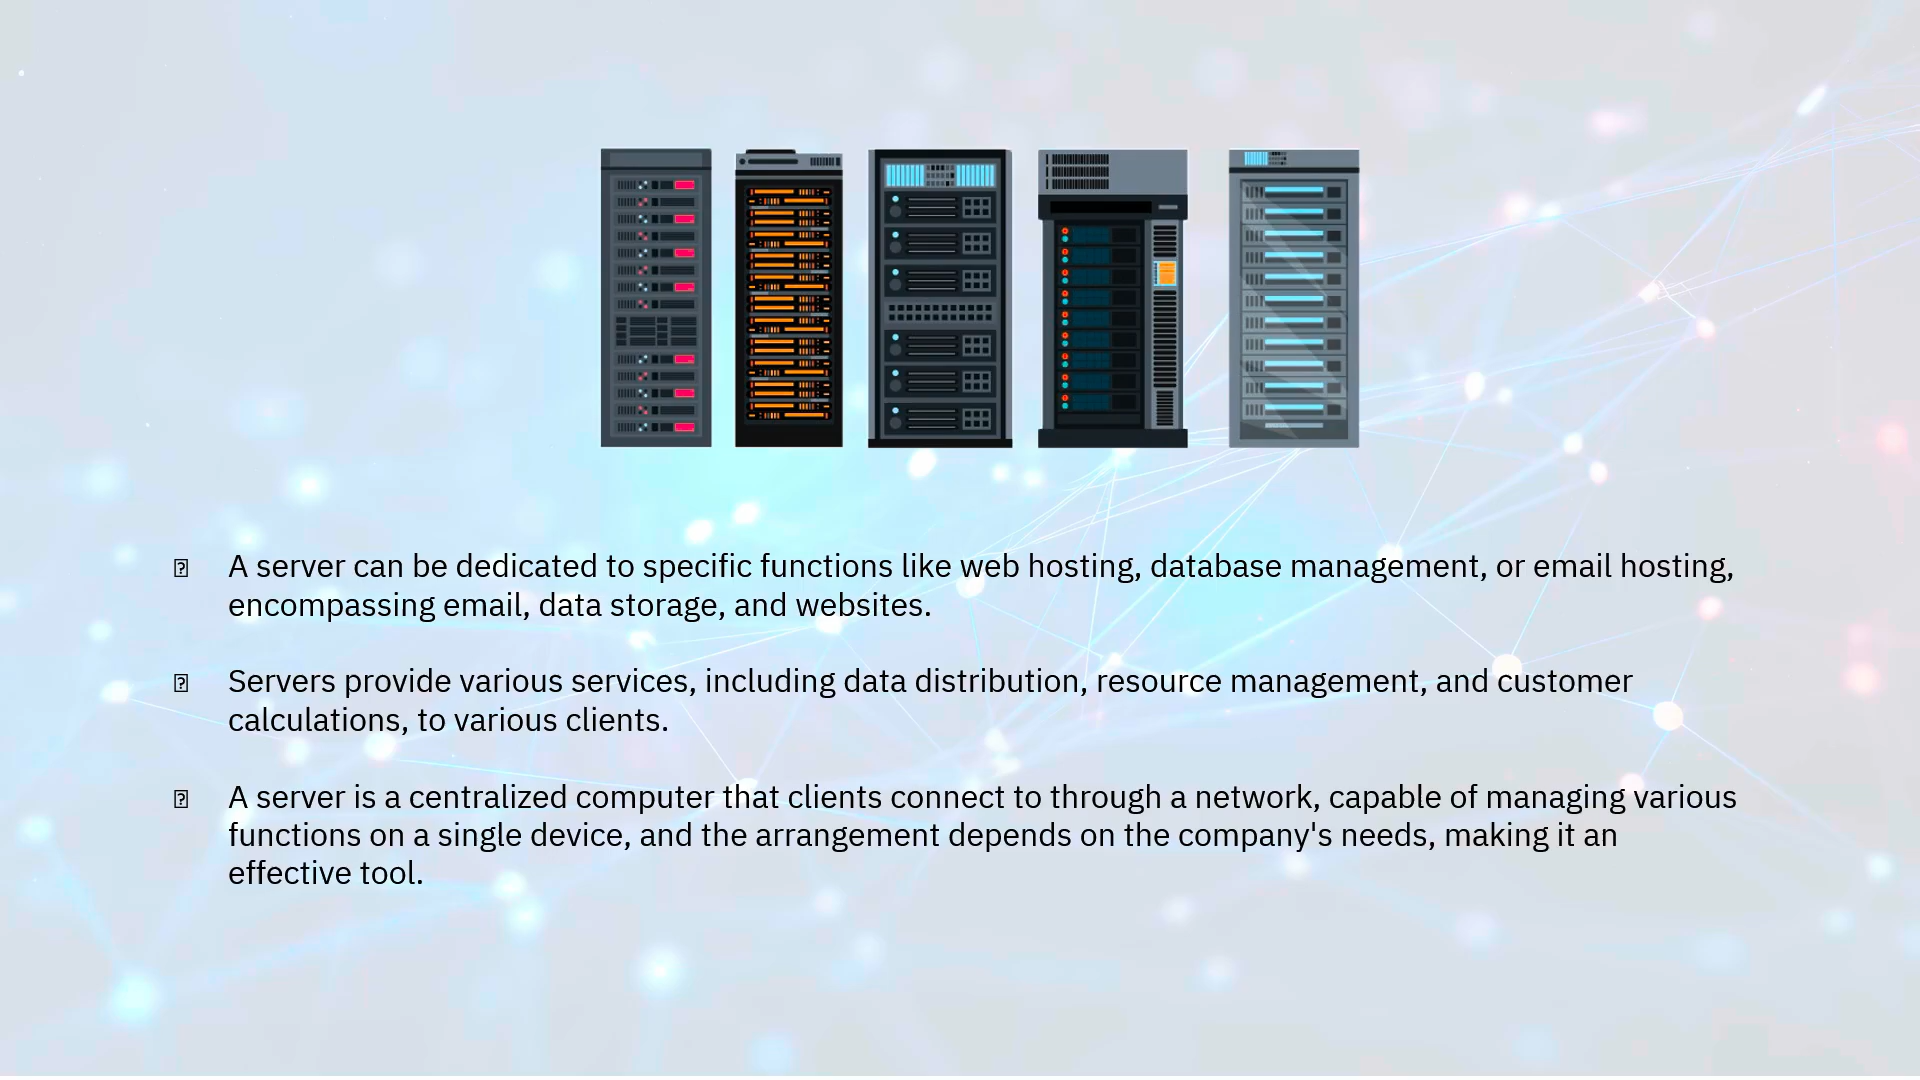 A server can be dedicated to specific functions like web hosting, database management, or email hosting,
encompassing email, data storage, and websites.
Servers provide various services, including data distribution, resource management, and customer
calculations, to various clients.
A server is a centralized computer that clients connect to through a network, capable of managing various
functions on a single device, and the arrangement depends on the company's needs, making it an
effective tool.